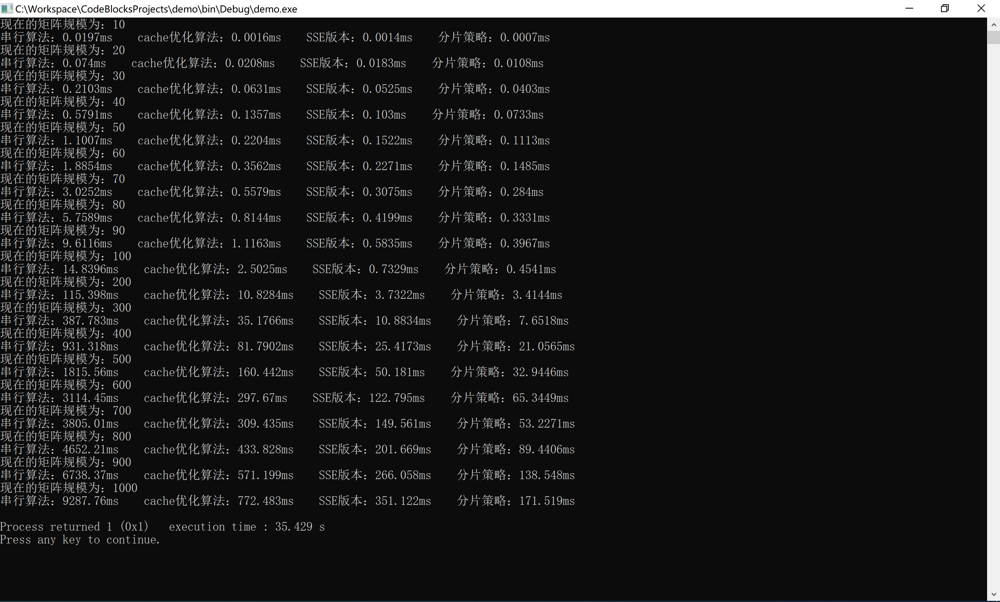 C:\Workspace\CodeBlocksProjects\demo\bin\Debug\demo.exe
现在的矩阵规模为：10
串行算法：0.0197ms    cache优化算法：0.0016ms    SSE版本：0.0014ms    分片策略：0.0007ms
现在的矩阵规模为：20
串行算法：0.074ms    cache优化算法：0.0208ms    SSE版本：0.0183ms    分片策略：0.0108ms
现在的矩阵规模为：30
串行算法：0.2103ms    cache优化算法：0.0631ms    SSE版本：0.0525ms    分片策略：0.0403ms
现在的矩阵规模为：40
串行算法：0.5791ms    cache优化算法：0.1357ms    SSE版本：0.103ms    分片策略：0.0733ms
现在的矩阵规模为：50
串行算法：1.1007ms    cache优化算法：0.2204ms    SSE版本：0.1522ms    分片策略：0.1113ms
现在的矩阵规模为：60
串行算法：1.8854ms    cache优化算法：0.3562ms    SSE版本：0.2271ms    分片策略：0.1485ms
现在的矩阵规模为：70
串行算法：3.0252ms    cache优化算法：0.5579ms    SSE版本：0.3075ms    分片策略：0.284ms
现在的矩阵规模为：80
串行算法：5.7589ms    cache优化算法：0.8144ms    SSE版本：0.4199ms    分片策略：0.3331ms
现在的矩阵规模为：90
串行算法：9.6116ms    cache优化算法：1.1163ms    SSE版本：0.5835ms    分片策略：0.3967ms
现在的矩阵规模为：100
串行算法：14.8396ms    cache优化算法：2.5025ms    SSE版本：0.7329ms    分片策略：0.4541ms
现在的矩阵规模为：200
串行算法：115.398ms    cache优化算法：10.8284ms    SSE版本：3.7322ms    分片策略：3.4144ms
现在的矩阵规模为：300
串行算法：387.783ms    cache优化算法：35.1766ms    SSE版本：10.8834ms    分片策略：7.6518ms
现在的矩阵规模为：400
串行算法：931.318ms    cache优化算法：81.7902ms    SSE版本：25.4173ms    分片策略：21.0565ms
现在的矩阵规模为：500
串行算法：1815.56ms    cache优化算法：160.442ms    SSE版本：50.181ms    分片策略：32.9446ms
现在的矩阵规模为：600
串行算法：3114.45ms    cache优化算法：297.67ms    SSE版本：122.795ms    分片策略：65.3449ms
现在的矩阵规模为：700
串行算法：3805.01ms    cache优化算法：309.435ms    SSE版本：149.561ms    分片策略：53.2271ms
现在的矩阵规模为：800
串行算法：4652.21ms    cache优化算法：433.828ms    SSE版本：201.669ms    分片策略：89.4406ms
现在的矩阵规模为：900
串行算法：6738.37ms    cache优化算法：571.199ms    SSE版本：266.058ms    分片策略：138.548ms
现在的矩阵规模为：1000
串行算法：9287.76ms    cache优化算法：772.483ms    SSE版本：351.122ms    分片策略：171.519ms
Process returned 1 (0x1)   execution time : 35.429 s
Press any key to continue.